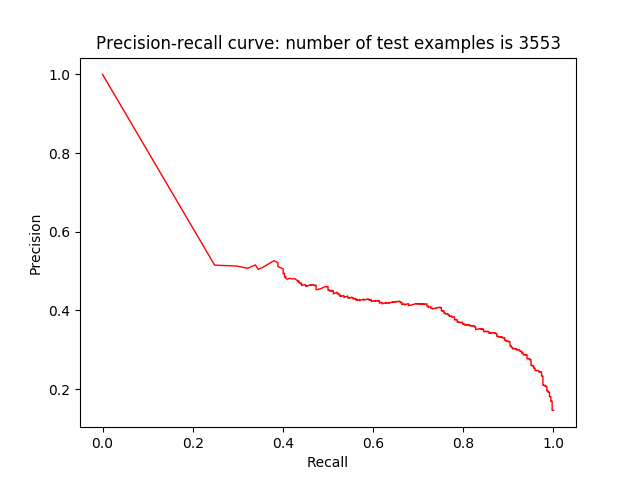 Precision-recall curve: number of test examples is 3553
1.0
0.8
0.6
0.4
0.2
Precision
0.0 0.2 0.4 0.6 0.8 1.0
Recall